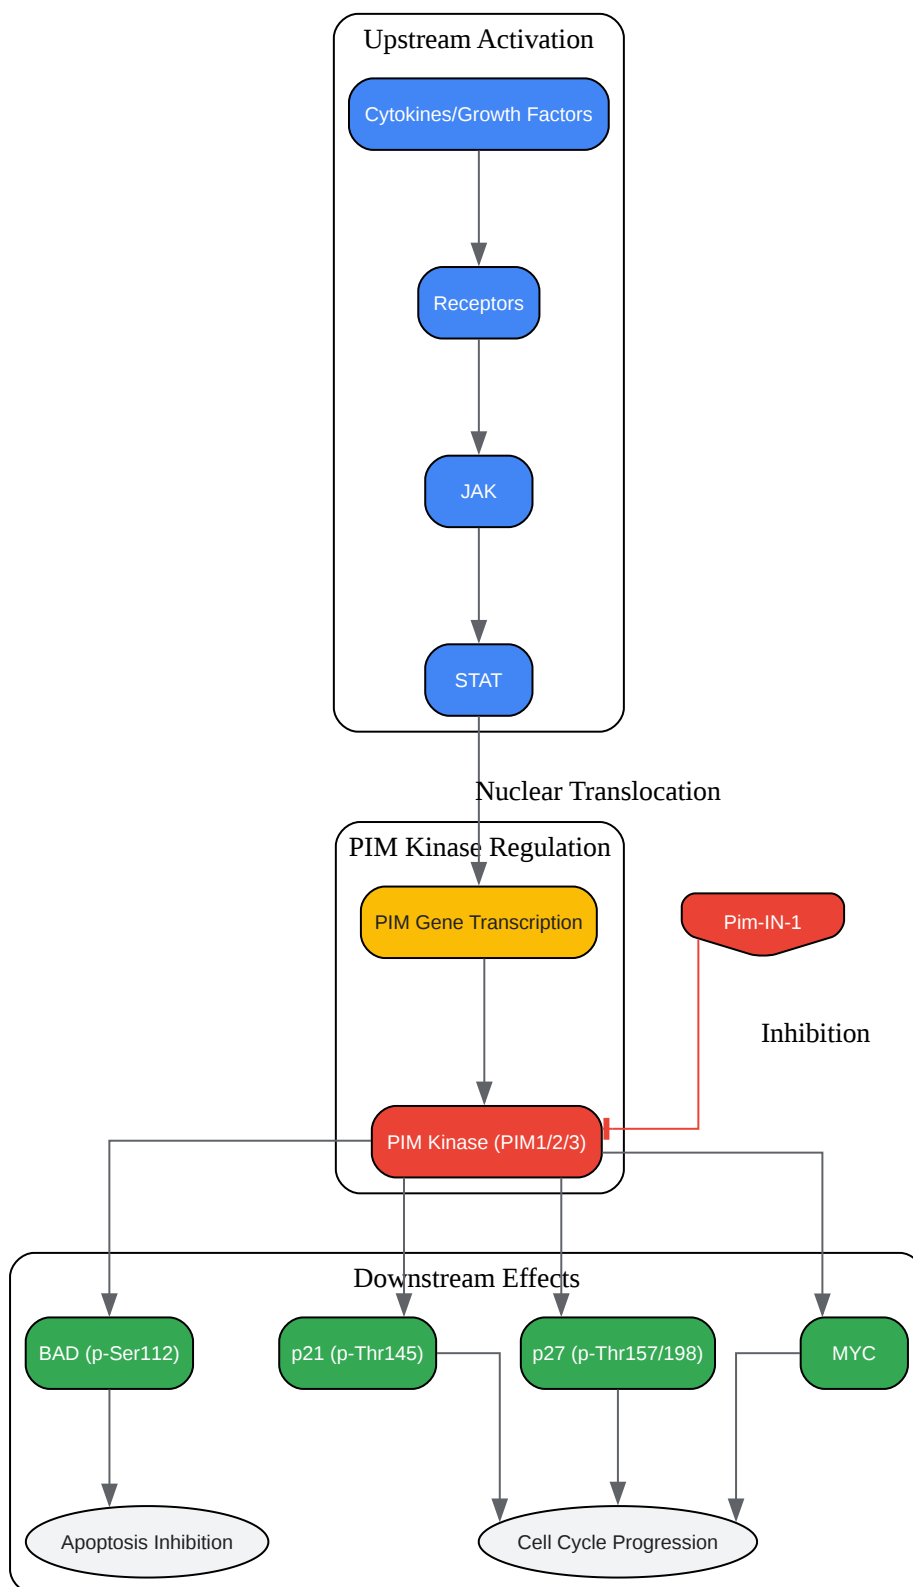 Upstream Activation
Cytokines/Growth Factors
Receptors
JAK
STAT
Nuclear Translocation
PIM Kinase Regulation
PIM Gene Transcription
Pim-IN-1
Inhibition
PIM Kinase (PIM1/2/3)
Downstream Effects
BAD (p-Ser112)
p21 (p-Thr145)
p27 (p-Thr157/198)
MYC
Apoptosis Inhibition
Cell Cycle Progression